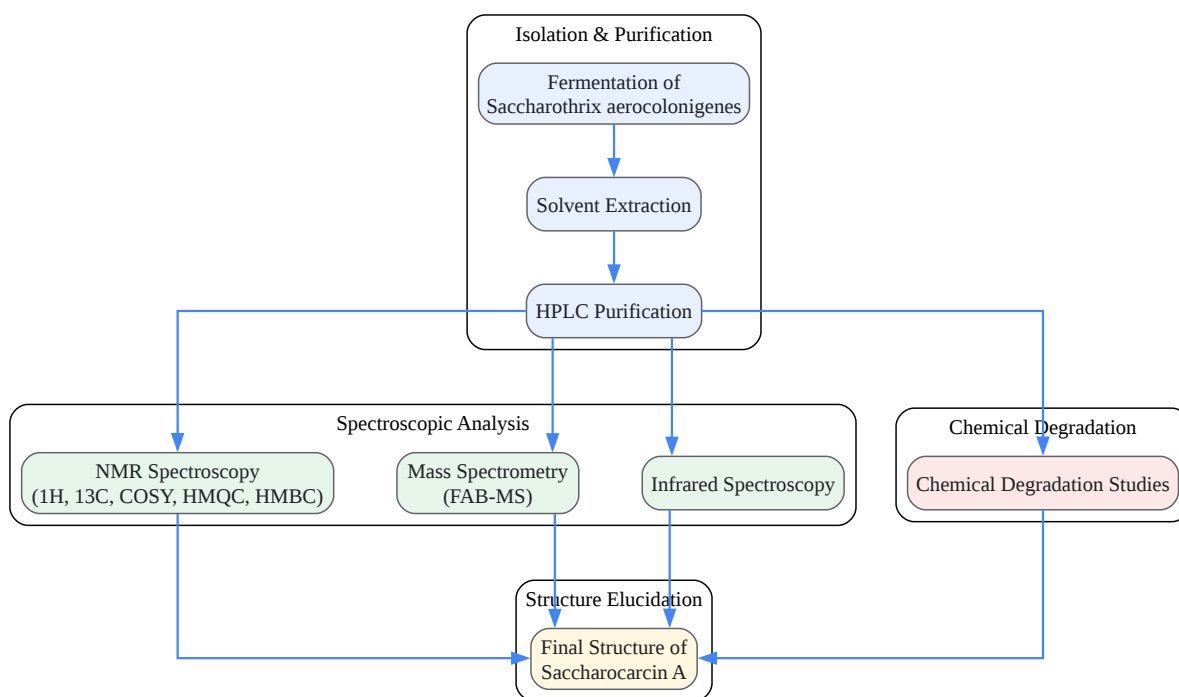 Isolation & Purification
Fermentation of
Saccharothrix aerocolonigenes
Solvent Extraction
HPLC Purification
Spectroscopic Analysis
NMR Spectroscopy
(1H, 13C, COSY, HMQC, HMBC)
Mass Spectrometry
(FAB-MS)
Infrared Spectroscopy
Chemical Degradation
Chemical Degradation Studies
Structure Elucidation
Final Structure of
Saccharocarcin A